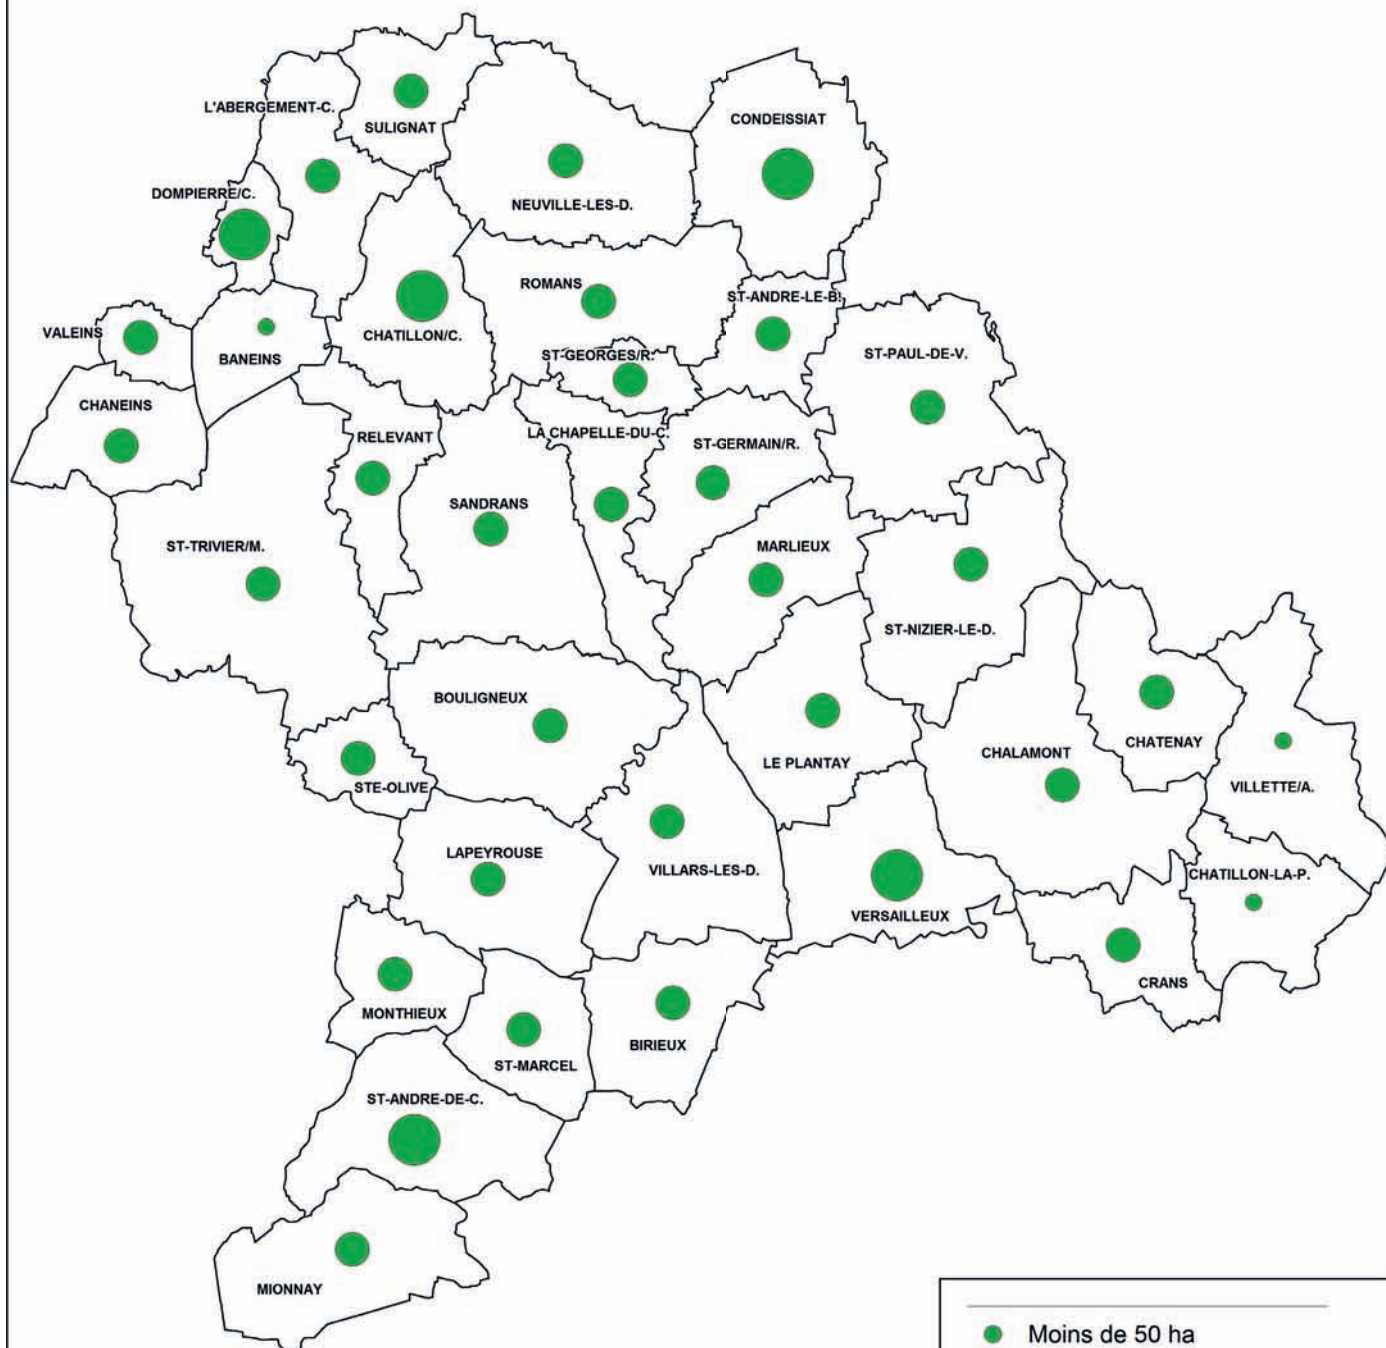 L'ABERGEMENT-C.
SULIGNAT
CONDEISSIAT
DOMPIERRE/C.
NEUVILLE-LES-D.
ROMANS
ST-ANDRE-LE-B.
VALEINS
BANEINS
CHATILLON/C.
ST-GEORGES/R.
ST-PAUL-DE-V.
CHANEINS
RELEVANT
LA CHAPELLE-DU-C.
ST-GERMAIN/R.
SANDRANS
ST-TRIVIER/M.
MARLIEUX
ST-NIZIER-LE-D.
BOULIGNEUX
CHALAMONT
CHATENAY
LE PLANTAY
STE-OLIVE
VILLETTE/A.
LAPEYROUSE
VILLARS-LES-D.
CHATILLON-LA-P.
VERSAILLEUX
CRANS
MONTHIEUX
BIRIEUX
ST-MARCEL
ST-ANDRE-DE-C.
MIONNAY
Moins de 50 ha